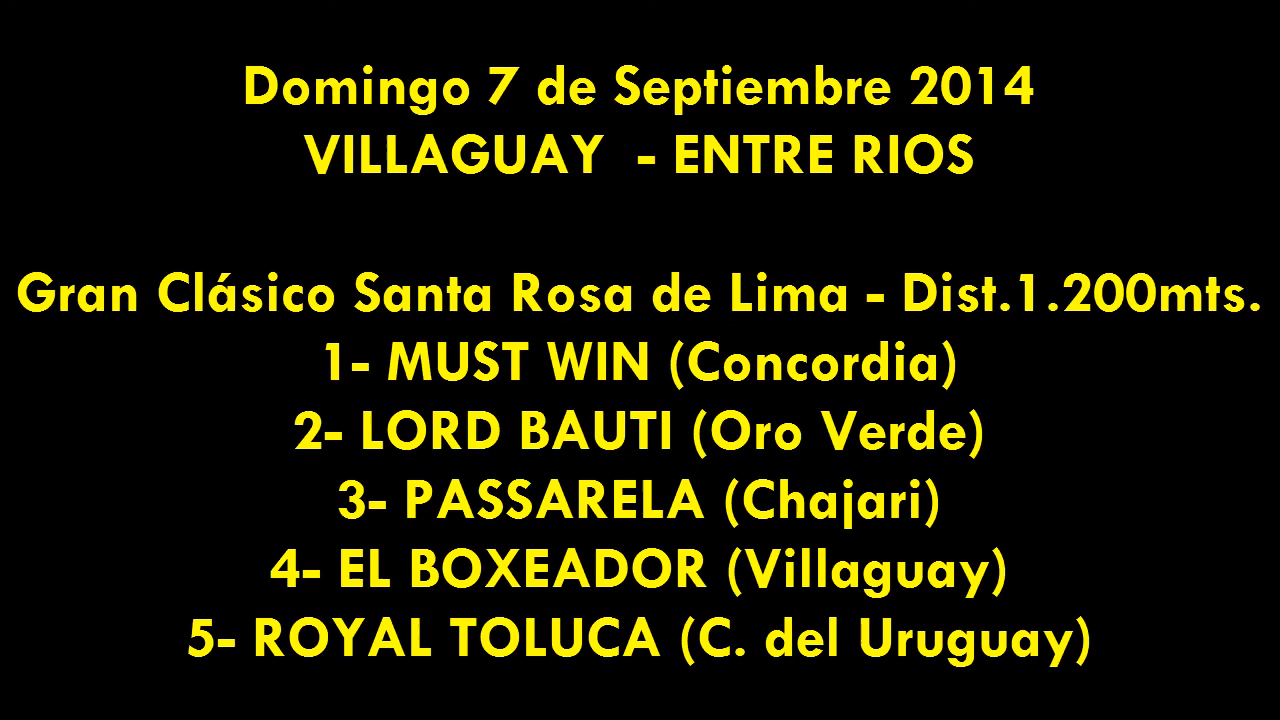 Domingo 7 de Septiembre 2014
VILLAGUAY - ENTRE RIOS
Gran Clásico Santa Rosa de Lima - Dist.1.200mts.
1- MUST WIN (Concordia)
2- LORD BAUTI (Oro Verde)
3- PASSARELA (Chajari)
4- EL BOXEADOR (Villaguay)
5- ROYAL TOLUCA (C. del Uruguay)